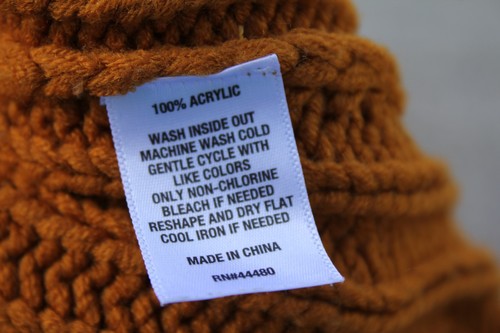 100% ACRYLIC
WASH INSIDE OUT
MACHINE WASH COLD
GENTLE CYCLE WITH
LIKE COLORS
ONLY NON-CHLORINE
BLEACH IF NEEDED
RESHAPE AND DRY FLAT
COOL IRON IF NEEDED
MADE IN CHINA
RN#44480